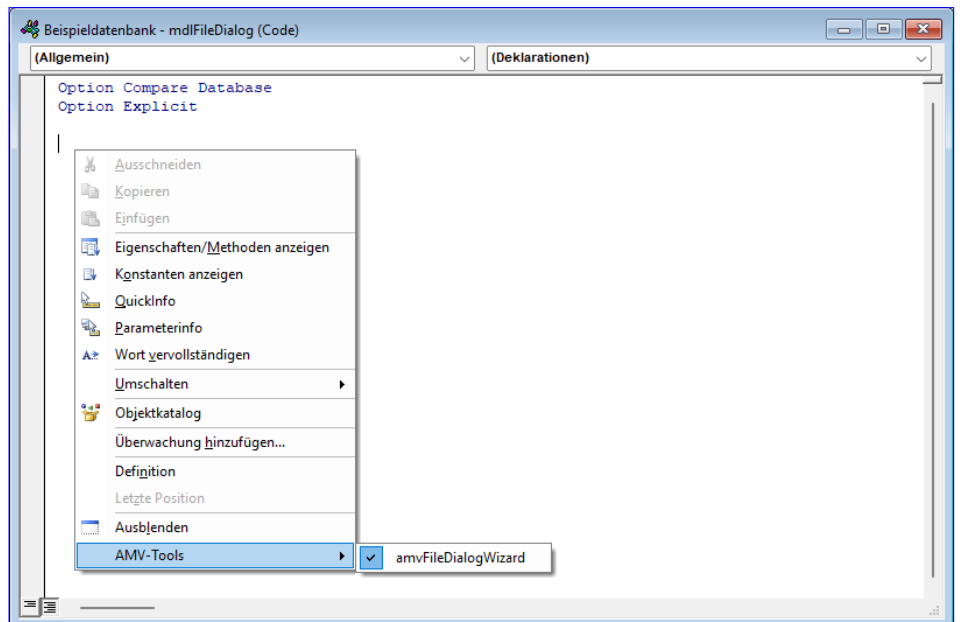 Beispieldatenbank - mdlFileDialog (Code)
(Allgemein) (Deklarationen)
Option Compare Database
Option Explicit
Ausschneiden
Kopieren
Einfügen
Eigenschaften/Methoden anzeigen
Konstanten anzeigen
QuickInfo
Parameterinfo
Wort vervollständigen
Umschalten
Objektkatalog
Überwachung hinzufügen...
Definition
Letzte Position
Ausblenden
AMV-Tools amvFileDialogWizard